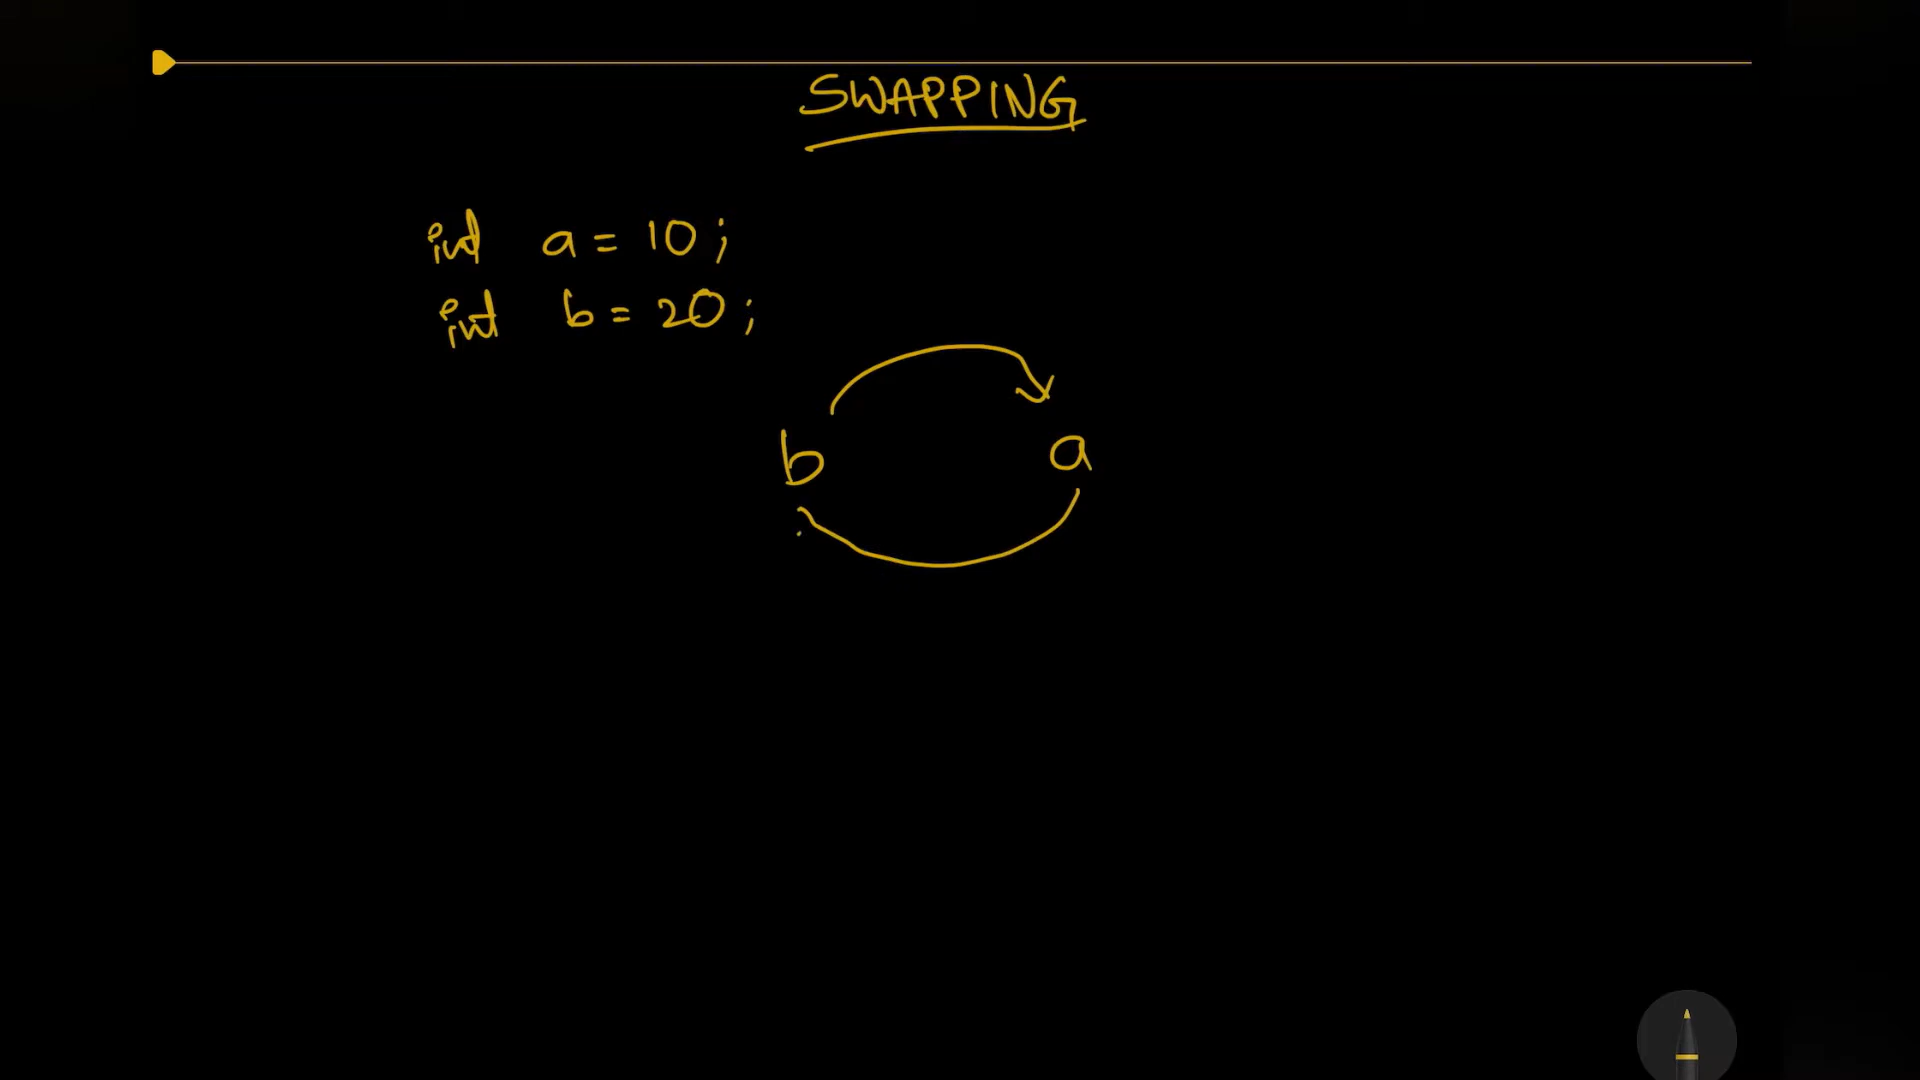 SWAPPING
int a = 10 ;
int b = 20 ;
b a